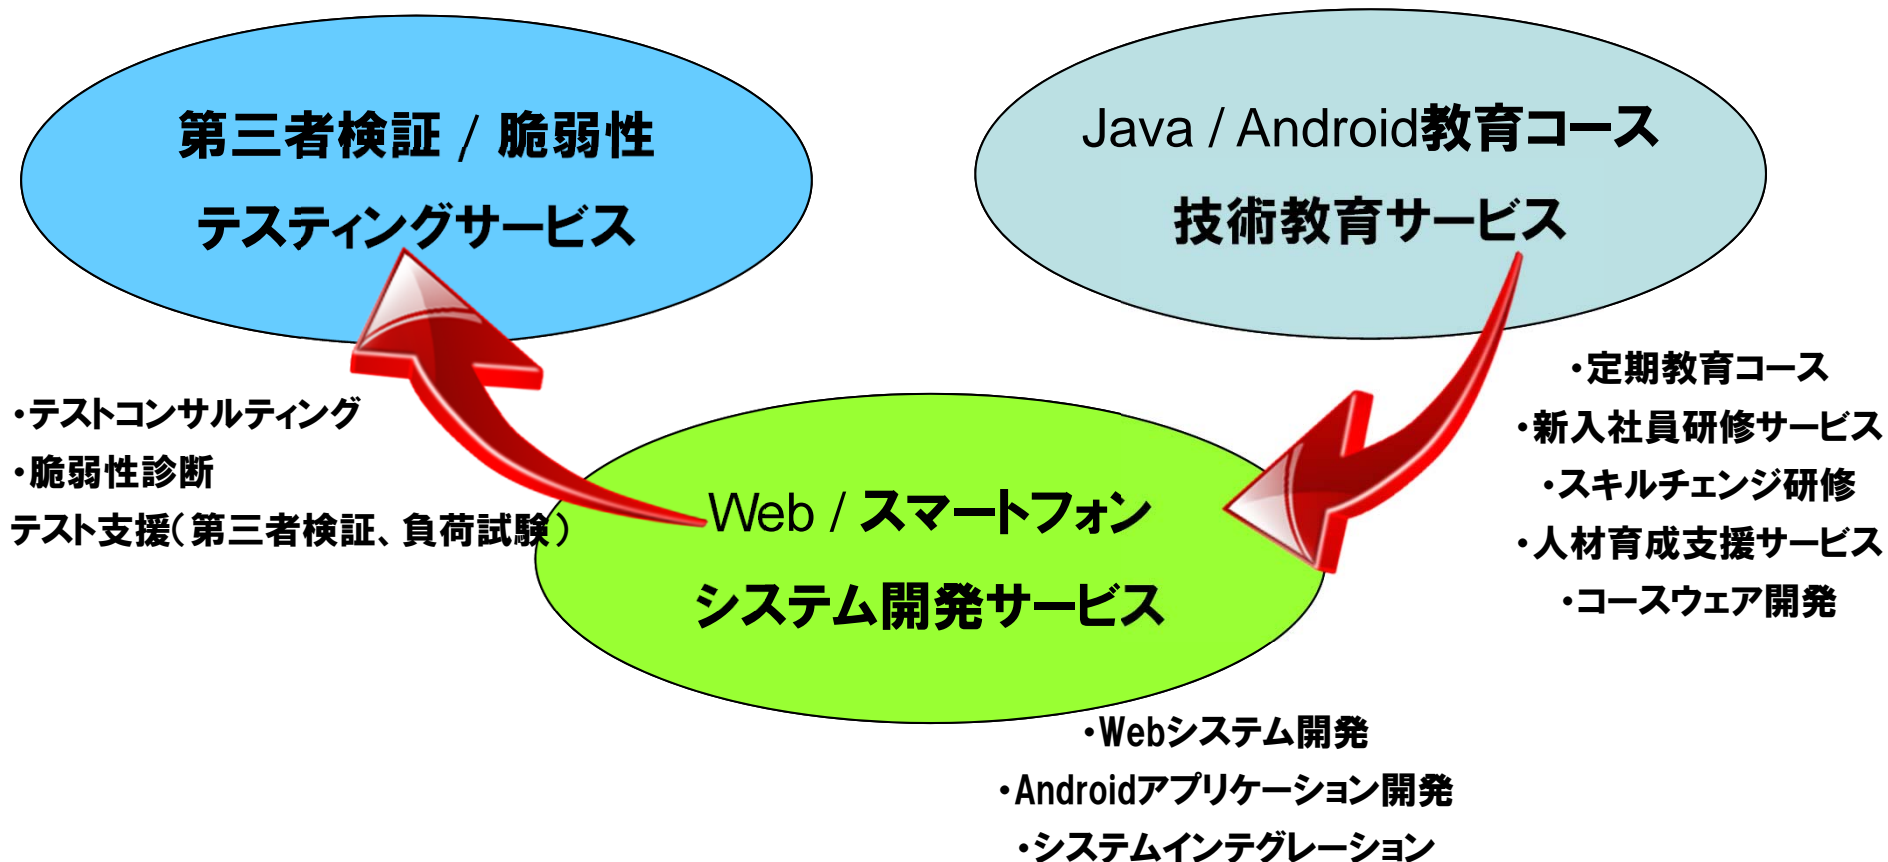 第三者検証 / 脆弱性
テスティングサービス
・テストコンサルティング
・脆弱性診断
テスト支援(第三者検証、負荷試験)
Java / Android教育コース
技術教育サービス
・定期教育コース
・新入社員研修サービス
・スキルチェンジ研修
・人材育成支援サービス
・コースウェア開発
Web / スマートフォン
システム開発サービス
・Webシステム開発
・Androidアプリケーション開発
・システムインテグレーション